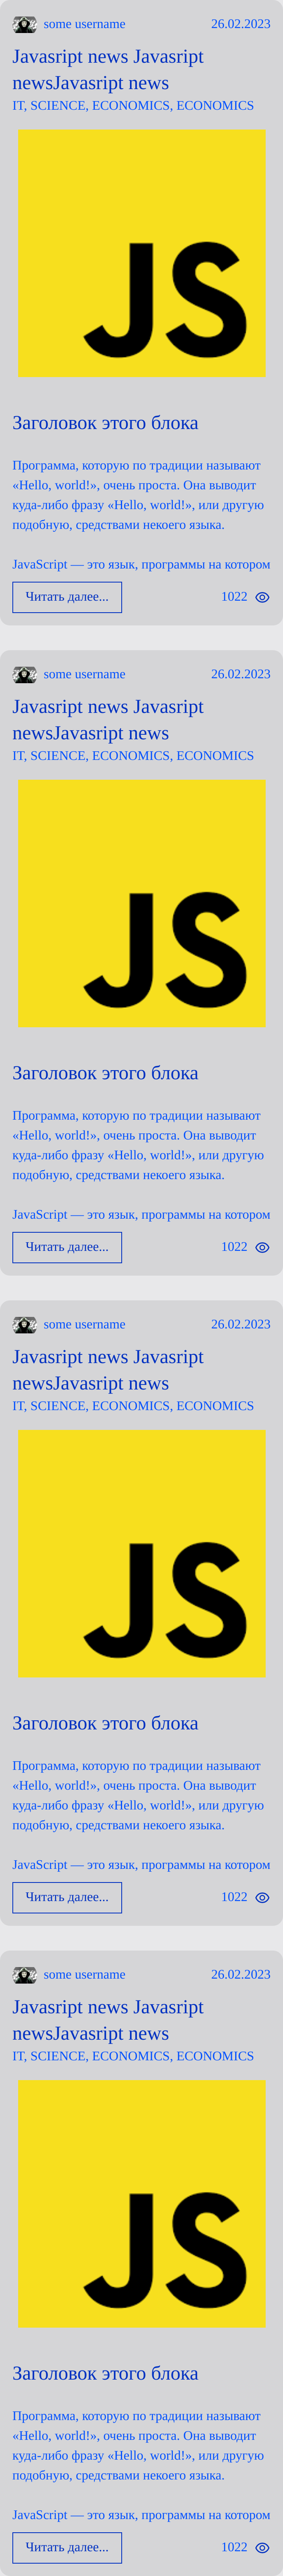 some username 26.02.2023
Javasript news Javasript
newsJavasript news
IT, SCIENCE, ECONOMICS, ECONOMICS
JS
Заголовок этого блока
Программа, которую по традиции называют
«Hello, world!», очень проста. Она выводит
куда-либо фразу «Hello, world!», или другую
подобную, средствами некоего языка.
JavaScript — это язык, программы на котором
Читать далее... 1022
some username 26.02.2023
Javasript news Javasript
newsJavasript news
IT, SCIENCE, ECONOMICS, ECONOMICS
JS
Заголовок этого блока
Программа, которую по традиции называют
«Hello, world!», очень проста. Она выводит
куда-либо фразу «Hello, world!», или другую
подобную, средствами некоего языка.
JavaScript — это язык, программы на котором
Читать далее... 1022
some username 26.02.2023
Javasript news Javasript
newsJavasript news
IT, SCIENCE, ECONOMICS, ECONOMICS
JS
Заголовок этого блока
Программа, которую по традиции называют
«Hello, world!», очень проста. Она выводит
куда-либо фразу «Hello, world!», или другую
подобную, средствами некоего языка.
JavaScript — это язык, программы на котором
Читать далее... 1022
some username 26.02.2023
Javasript news Javasript
newsJavasript news
IT, SCIENCE, ECONOMICS, ECONOMICS
JS
Заголовок этого блока
Программа, которую по традиции называют
«Hello, world!», очень проста. Она выводит
куда-либо фразу «Hello, world!», или другую
подобную, средствами некоего языка.
JavaScript — это язык, программы на котором
Читать далее... 1022